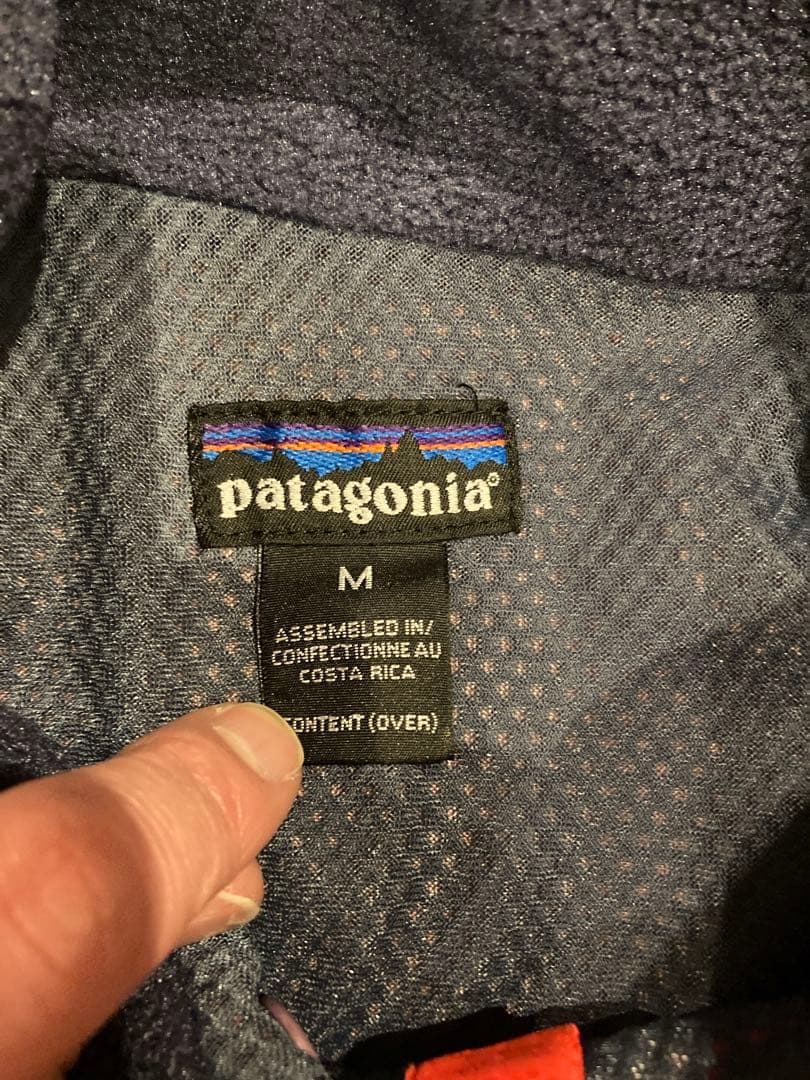 patagonia®
M
ASSEMBLED IN/
CONFECTIONNE AU
COSTA RICA
CONTENT (OVER)